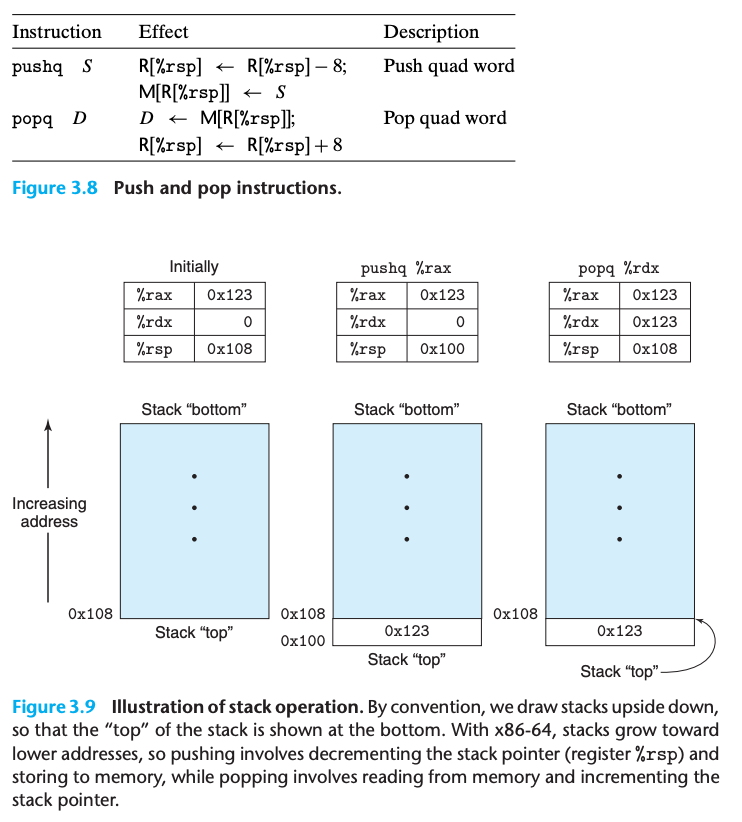 Instruction Effect Description
pushq S R[%rsp] ← R[%rsp] − 8; Push quad word
M[R[%rsp]] ← S
popq D D ← M[R[%rsp]]; Pop quad word
R[%rsp] ← R[%rsp] + 8
Figure 3.8 Push and pop instructions.
Initially
%rax 0x123
%rdx 0
%rsp 0x108
pushq %rax
%rax 0x123
%rdx 0
%rsp 0x100
popq %rdx
%rax 0x123
%rdx 0x123
%rsp 0x108
Increasing
address
Stack “bottom”
0x108
Stack “top”
Stack “bottom”
0x108
0x100
0x123
Stack “top”
Stack “bottom”
0x108
0x123
Stack “top”
Figure 3.9 Illustration of stack operation. By convention, we draw stacks upside down,
so that the “top” of the stack is shown at the bottom. With x86-64, stacks grow toward
lower addresses, so pushing involves decrementing the stack pointer (register %rsp) and
storing to memory, while popping involves reading from memory and incrementing the
stack pointer.